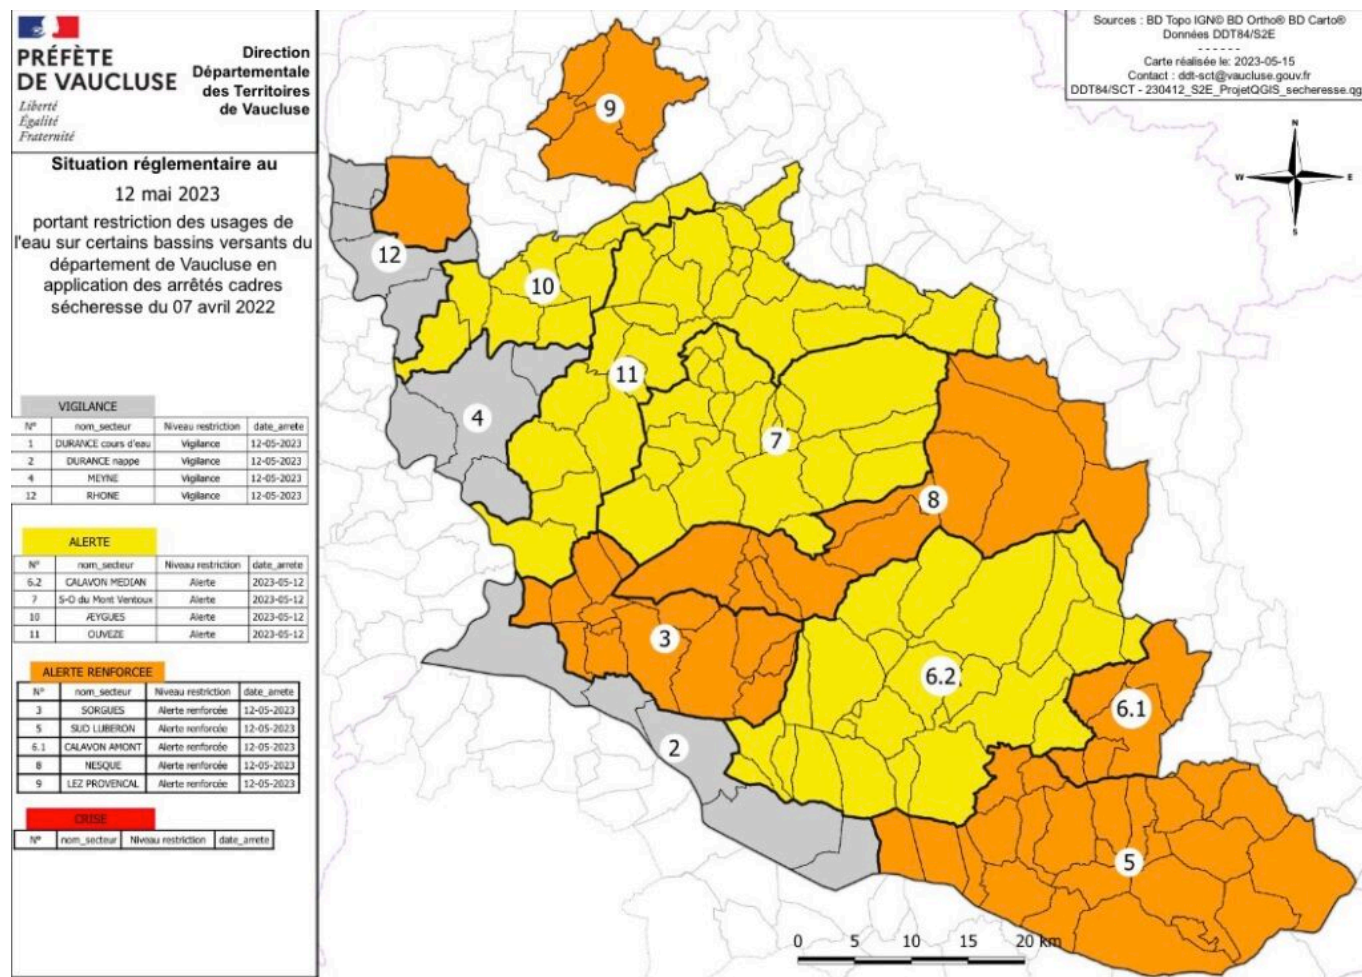 PRÉFÈTE
DE VAUCLUSE
Liberté
Égalité
Fraternité
Direction
Départementale
des Territoires
de Vaucluse
Situation réglementaire au
12 mai 2023
portant restriction des usages de
l'eau sur certains bassins versants du
département de Vaucluse en
application des arrêtés cadres
sécheresse du 07 avril 2022
VIGILANCE
N° nom_secteur Niveau restriction date_arrete
1 DURANCE cours d'eau Vigilance 12-05-2023
2 DURANCE nappe Vigilance 12-05-2023
4 MEYNE Vigilance 12-05-2023
12 RHONE Vigilance 12-05-2023
ALERTE
N° nom_secteur Niveau restriction date_arrete
6.2 CALAVON MEDIAN Alerte 2023-05-12
7 S-O du Mont Ventoux Alerte 2023-05-12
10 ÆYGUES Alerte 2023-05-12
11 OUVEZE Alerte 2023-05-12
ALERTE RENFORCEE
N° nom_secteur Niveau restriction date_arrete
3 SORGUES Alerte renforcée 12-05-2023
5 SUD LUBERON Alerte renforcée 12-05-2023
6.1 CALAVON AMONT Alerte renforcée 12-05-2023
8 NESQUE Alerte renforcée 12-05-2023
9 LEZ PROVENCAL Alerte renforcée 12-05-2023
CRISE
N° nom_secteur Niveau restriction date_arrete
Sources : BD Topo IGN© BD Ortho® BD Carto®
Données DDT84/S2E
- - - - - -
Carte réalisée le: 2023-05-15
Contact : ddt-sct@vaucluse.gouv.fr
DDT84/SCT - 230412_S2E_ProjetQGIS_secheresse.qg
N
W E
S
9
12
10
11
4
7
8
3
6.2
6.1
2
5
0 5 10 15 20 km